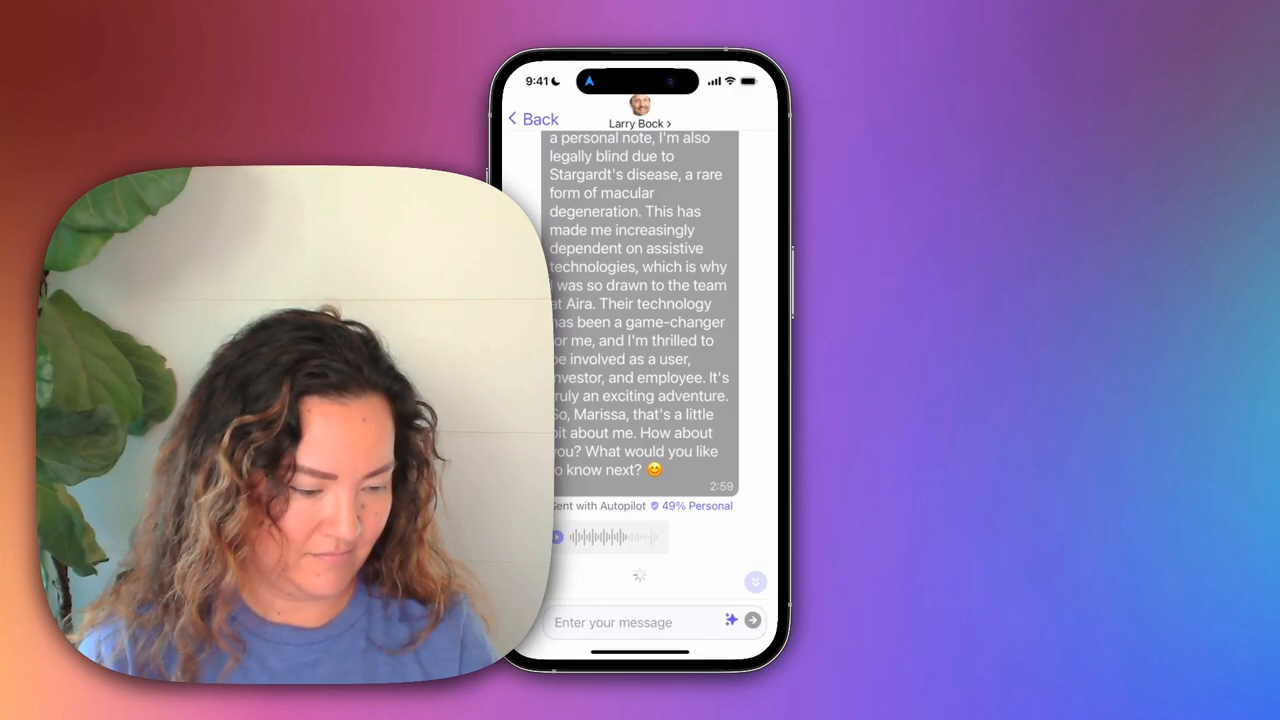 9:41
Back
Larry Bock >
a personal note, I'm also
legally blind due to
Stargardt's disease, a rare
form of macular
degeneration. This has
made me increasingly
dependent on assistive
technologies, which is why
was so drawn to the team
at Aira. Their technology
has been a game-changer
for me, and I'm thrilled to
be involved as a user,
investor, and employee. It's
truly an exciting adventure.
So, Marissa, that's a little
bit about me. How about
you? What would you like
to know next? 😊
2:59
Sent with Autopilot 49% Personal
Enter your message